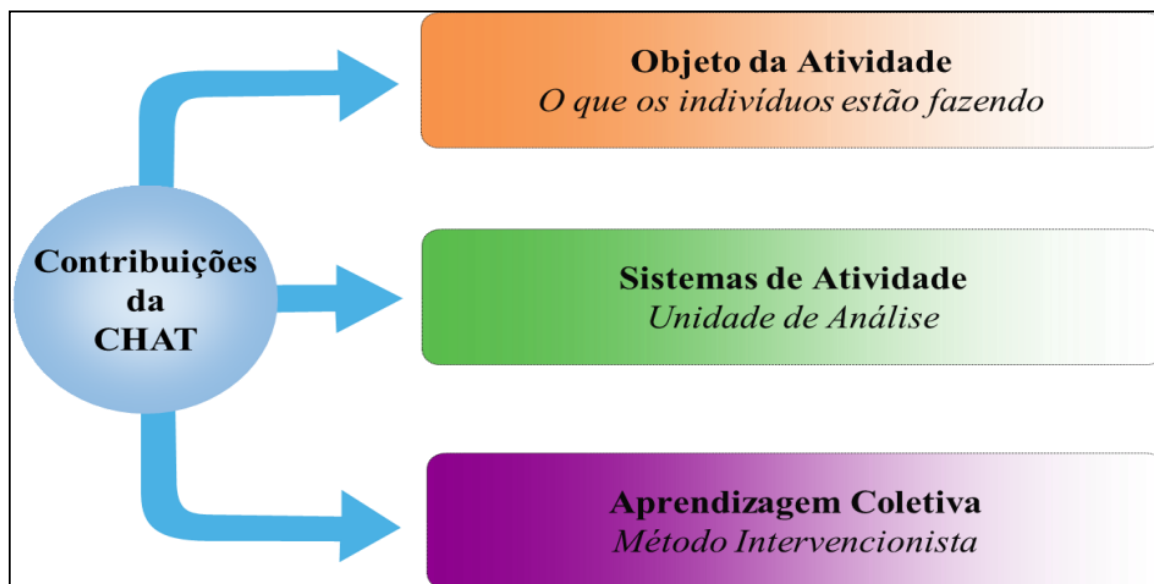 Contribuições
da
CHAT
Objeto da Atividade
O que os indivíduos estão fazendo
Sistemas de Atividade
Unidade de Análise
Aprendizagem Coletiva
Método Intervencionista